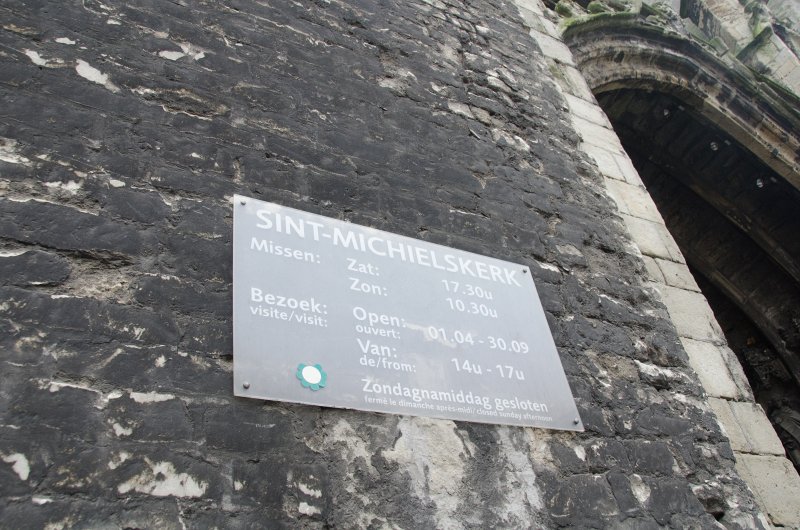 SINT-MICHIELSKERK
Missen: Zat: 17.30u
Zon: 10.30u
Bezoek: Open: 01.04 - 30.09
visite/visit: ouvert:
Van: 14u - 17u
de/from:
Zondagnamiddag gesloten
fermé le dimanche après-midi/ closed sunday afternoon